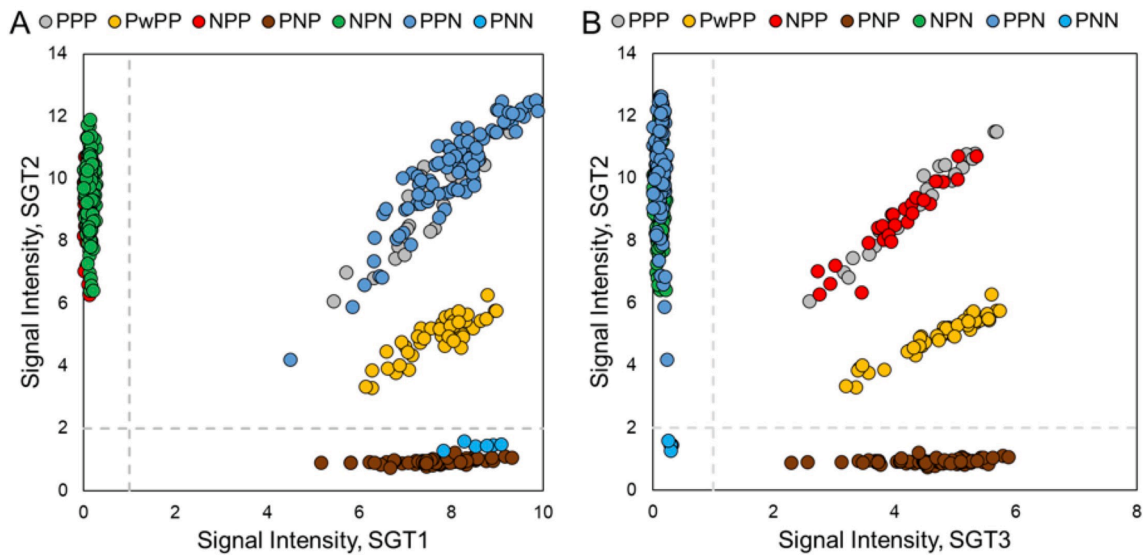 A PPP PwPP NPP PNP NPN PPN PNN
14
12
10
8
6
4
2
0
Signal Intensity, SGT2
0 2 4 6 8 10
Signal Intensity, SGT1
B PPP PwPP NPP PNP NPN PPN PNN
14
12
10
8
6
4
2
0
Signal Intensity, SGT2
0 2 4 6 8
Signal Intensity, SGT3